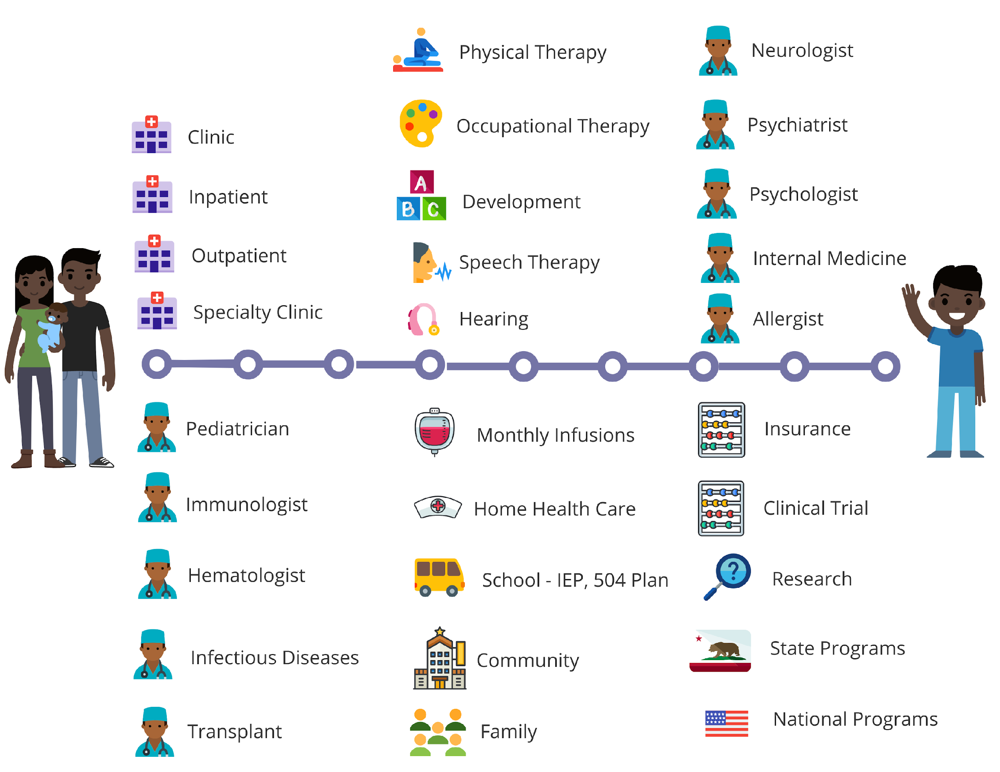 Clinic
Inpatient
Outpatient
Specialty Clinic
Physical Therapy
Occupational Therapy
A
B C
Development
Speech Therapy
Hearing
Neurologist
Psychiatrist
Psychologist
Internal Medicine
Allergist
Pediatrician
Immunologist
Hematologist
Infectious Diseases
Transplant
Monthly Infusions
Home Health Care
School - IEP, 504 Plan
Community
Family
Insurance
Clinical Trial
?
Research
State Programs
National Programs